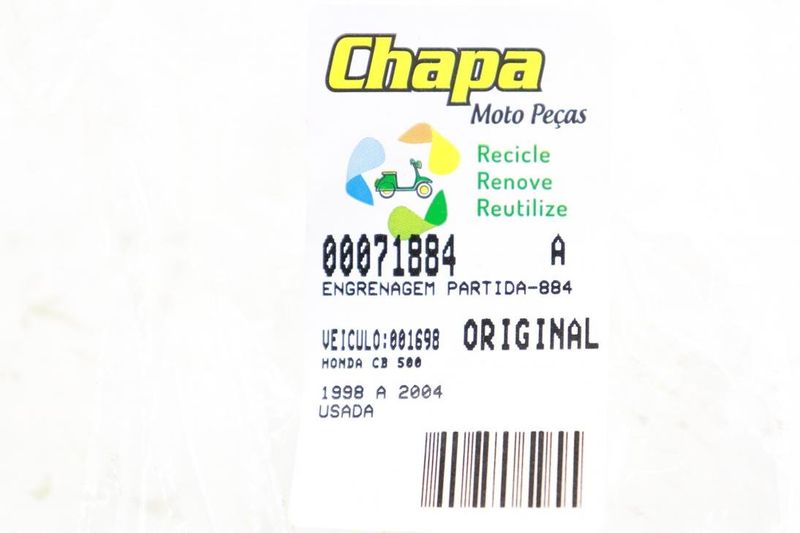 Chapa
Moto Peças
Recicle
Renove
Reutilize
00071884 A
ENGRENAGEM PARTIDA-884
VEICULO:001698 ORIGINAL
HONDA CB 500
1998 A 2004
USADA